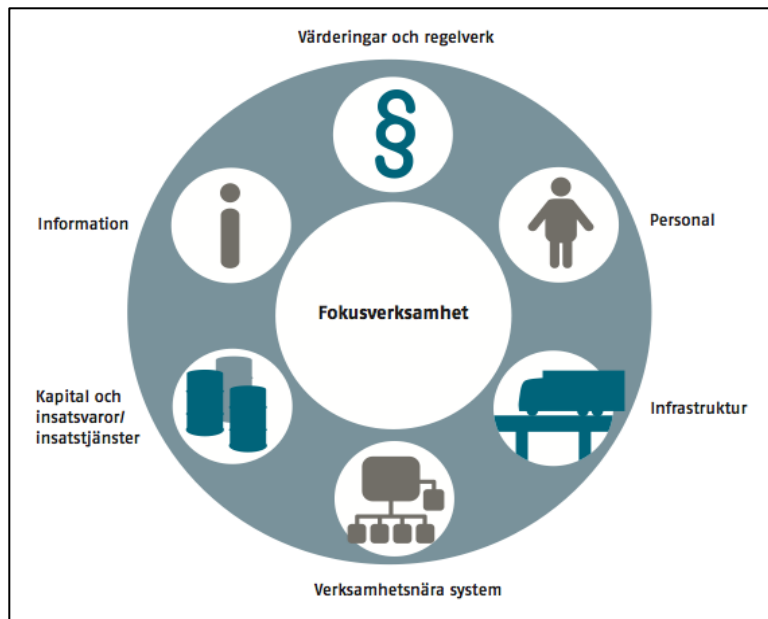 Värderingar och regelverk
§
Information
Personal
Fokusverksamhet
Kapital och
insatsvaror/
insatstjänster
Infrastruktur
Verksamhetsnära system